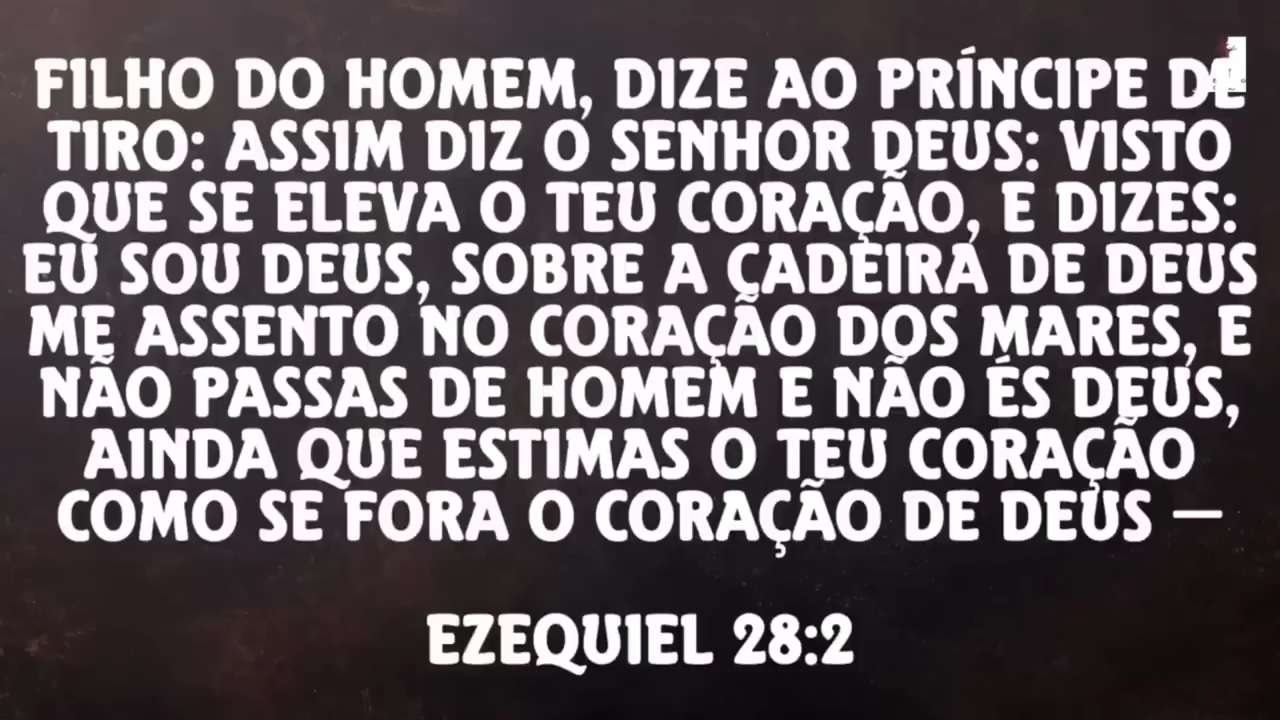 FILHO DO HOMEM, DIZE AO PRÍNCIPE DE
TIRO: ASSIM DIZ O SENHOR DEUS: VISTO
QUE SE ELEVA O TEU CORAÇÃO, E DIZES:
EU SOU DEUS, SOBRE A CADEIRA DE DEUS
ME ASSENTO NO CORAÇÃO DOS MARES, E
NÃO PASSAS DE HOMEM E NÃO ÉS DEUS,
AINDA QUE ESTIMAS O TEU CORAÇÃO
COMO SE FORA O CORAÇÃO DE DEUS —
EZEQUIEL 28:2